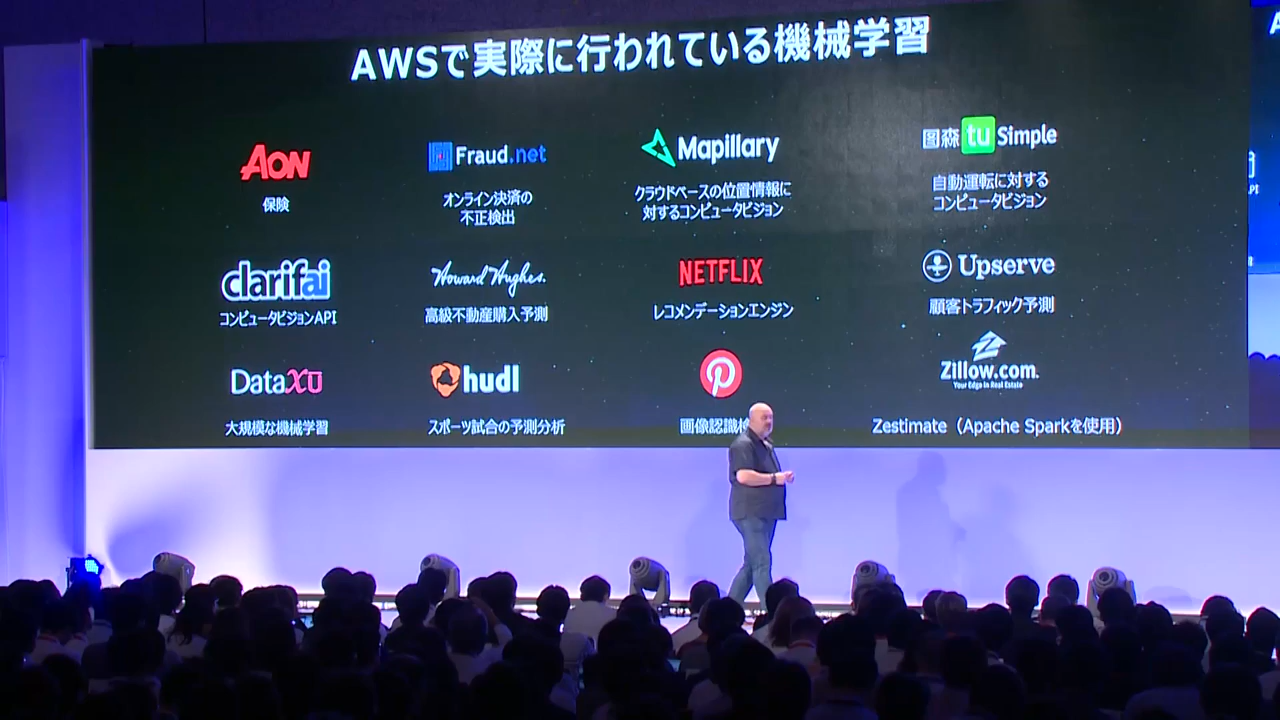 AWSで実際に行われている機械学習
AON
保険
Fraud.net
オンライン決済の
不正検出
Mapillary
クラウドベースの位置情報に
対するコンピュータビジョン
图森 tu Simple
自動運転に対する
コンピュータビジョン
clarifai
コンピュータビジョンAPI
Howard Hughes.
高級不動産購入予測
NETFLIX
レコメンデーションエンジン
Upserve
顧客トラフィック予測
DataXu
大規模な機械学習
hudl
スポーツ試合の予測分析
画像認識検
Zillow.com
Your Edge in Real Estate
Zestimate（Apache Sparkを使用）